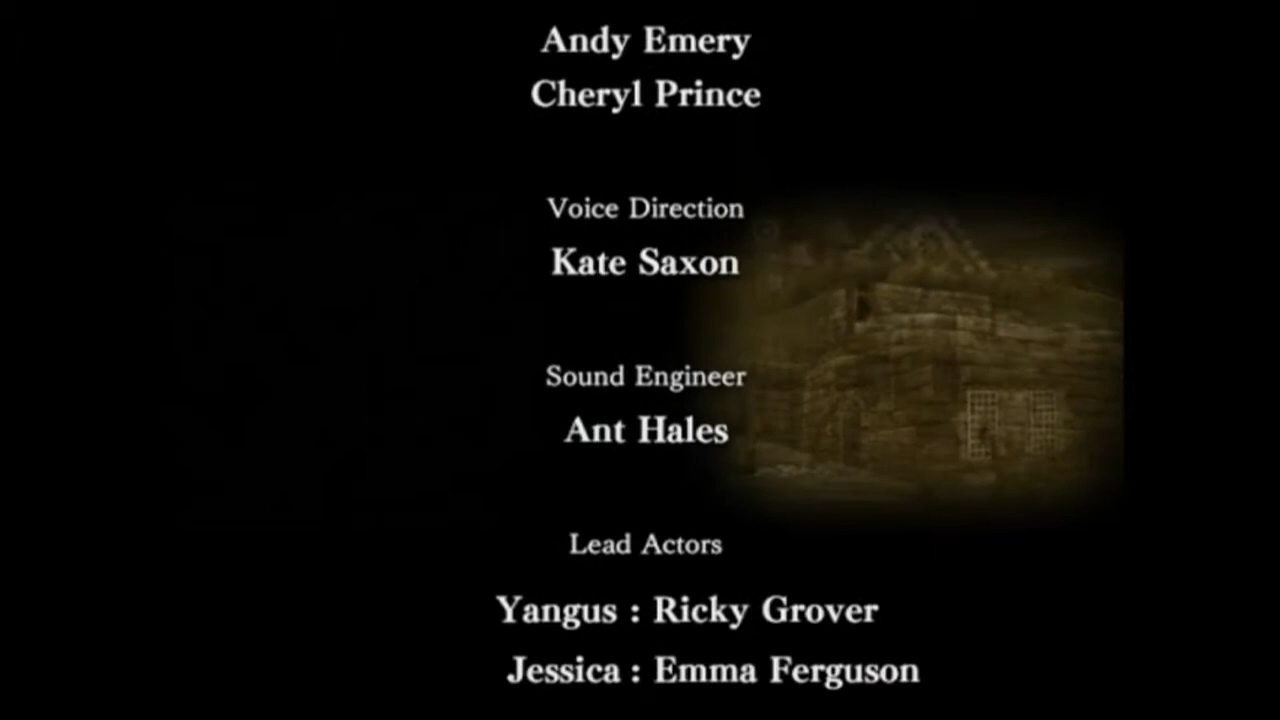 Andy Emery
Cheryl Prince
Voice Direction
Kate Saxon
Sound Engineer
Ant Hales
Lead Actors
Yangus : Ricky Grover
Jessica : Emma Ferguson